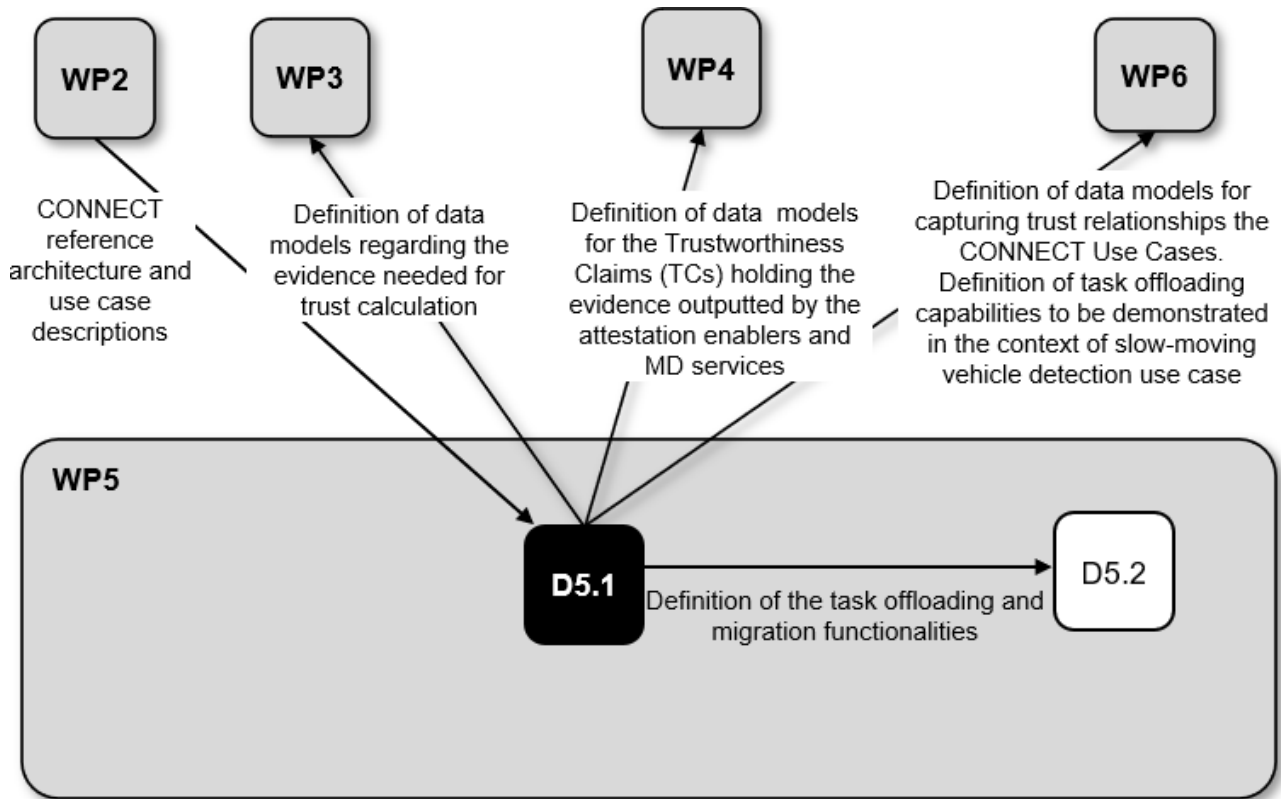 WP2
WP3
WP4
WP6
CONNECT
reference
architecture and
use case
descriptions
Definition of data
models regarding the
evidence needed for
trust calculation
Definition of data models
for the Trustworthiness
Claims (TCs) holding the
evidence outputted by the
attestation enablers and
MD services
Definition of data models for
capturing trust relationships the
CONNECT Use Cases.
Definition of task offloading
capabilities to be demonstrated
in the context of slow-moving
vehicle detection use case
WP5
D5.1
D5.2
Definition of the task offloading and
migration functionalities